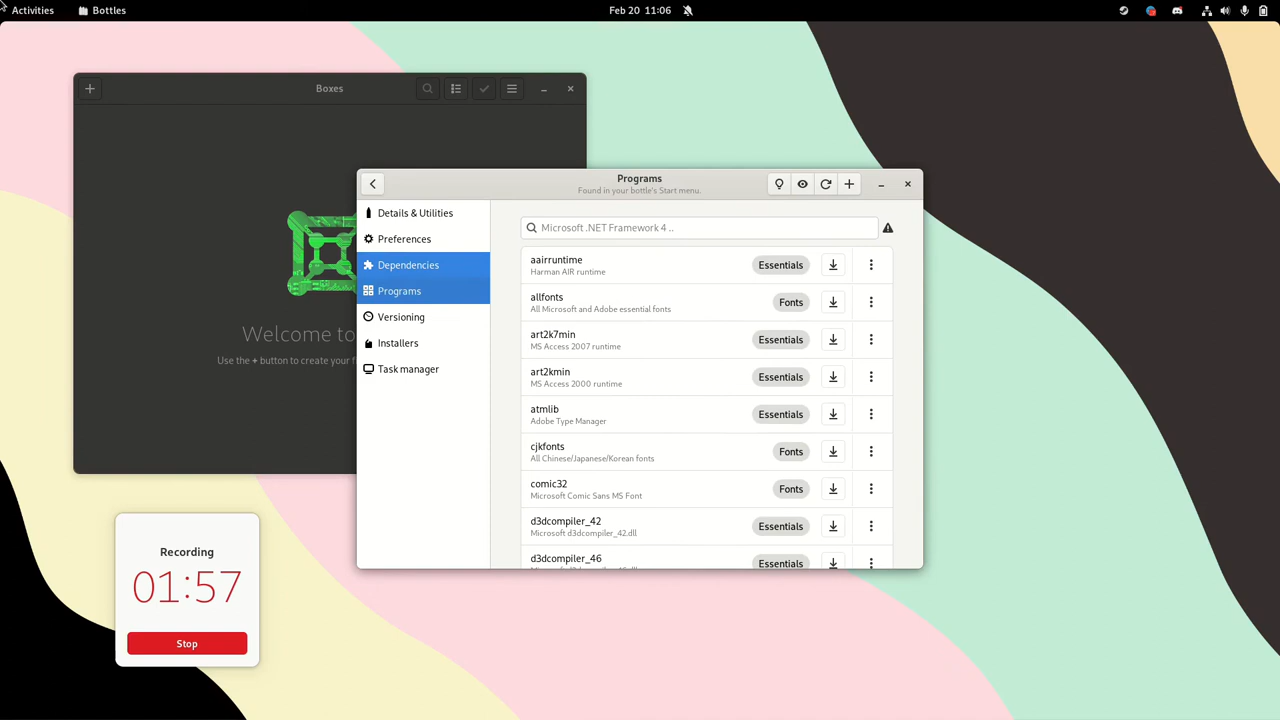 Activities
Bottles
Feb 20 11:06
Boxes
Welcome to
Use the + button to create your f
Programs
Found in your bottle's Start menu.
Details & Utilities
Preferences
Dependencies
Programs
Versioning
Installers
Task manager
Microsoft .NET Framework 4 ..
aairruntime
Harman AIR runtime
Essentials
allfonts
All Microsoft and Adobe essential fonts
Fonts
art2k7min
MS Access 2007 runtime
Essentials
art2kmin
MS Access 2000 runtime
Essentials
atmlib
Adobe Type Manager
Essentials
cjkfonts
All Chinese/Japanese/Korean fonts
Fonts
comic32
Microsoft Comic Sans MS Font
Fonts
d3dcompiler_42
Microsoft d3dcompiler_42.dll
Essentials
d3dcompiler_46
Essentials
Recording
01:57
Stop